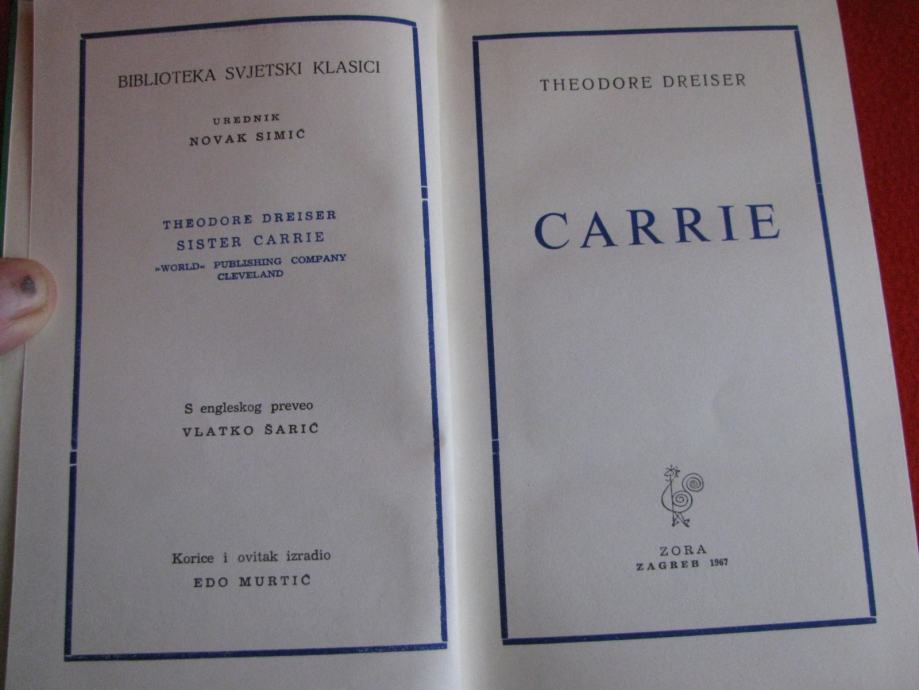 BIBLIOTEKA SVJETSKI KLASICI
UREDNIK
NOVAK SIMIĆ
THEODORE DREISER
SISTER CARRIE
»WORLD« PUBLISHING COMPANY
CLEVELAND
S engleskog preveo
VLATKO ŠARIĆ
Korice i ovitak izradio
EDO MURTIĆ
THEODORE DREISER
CARRIE
ZORA
ZAGREB 1967